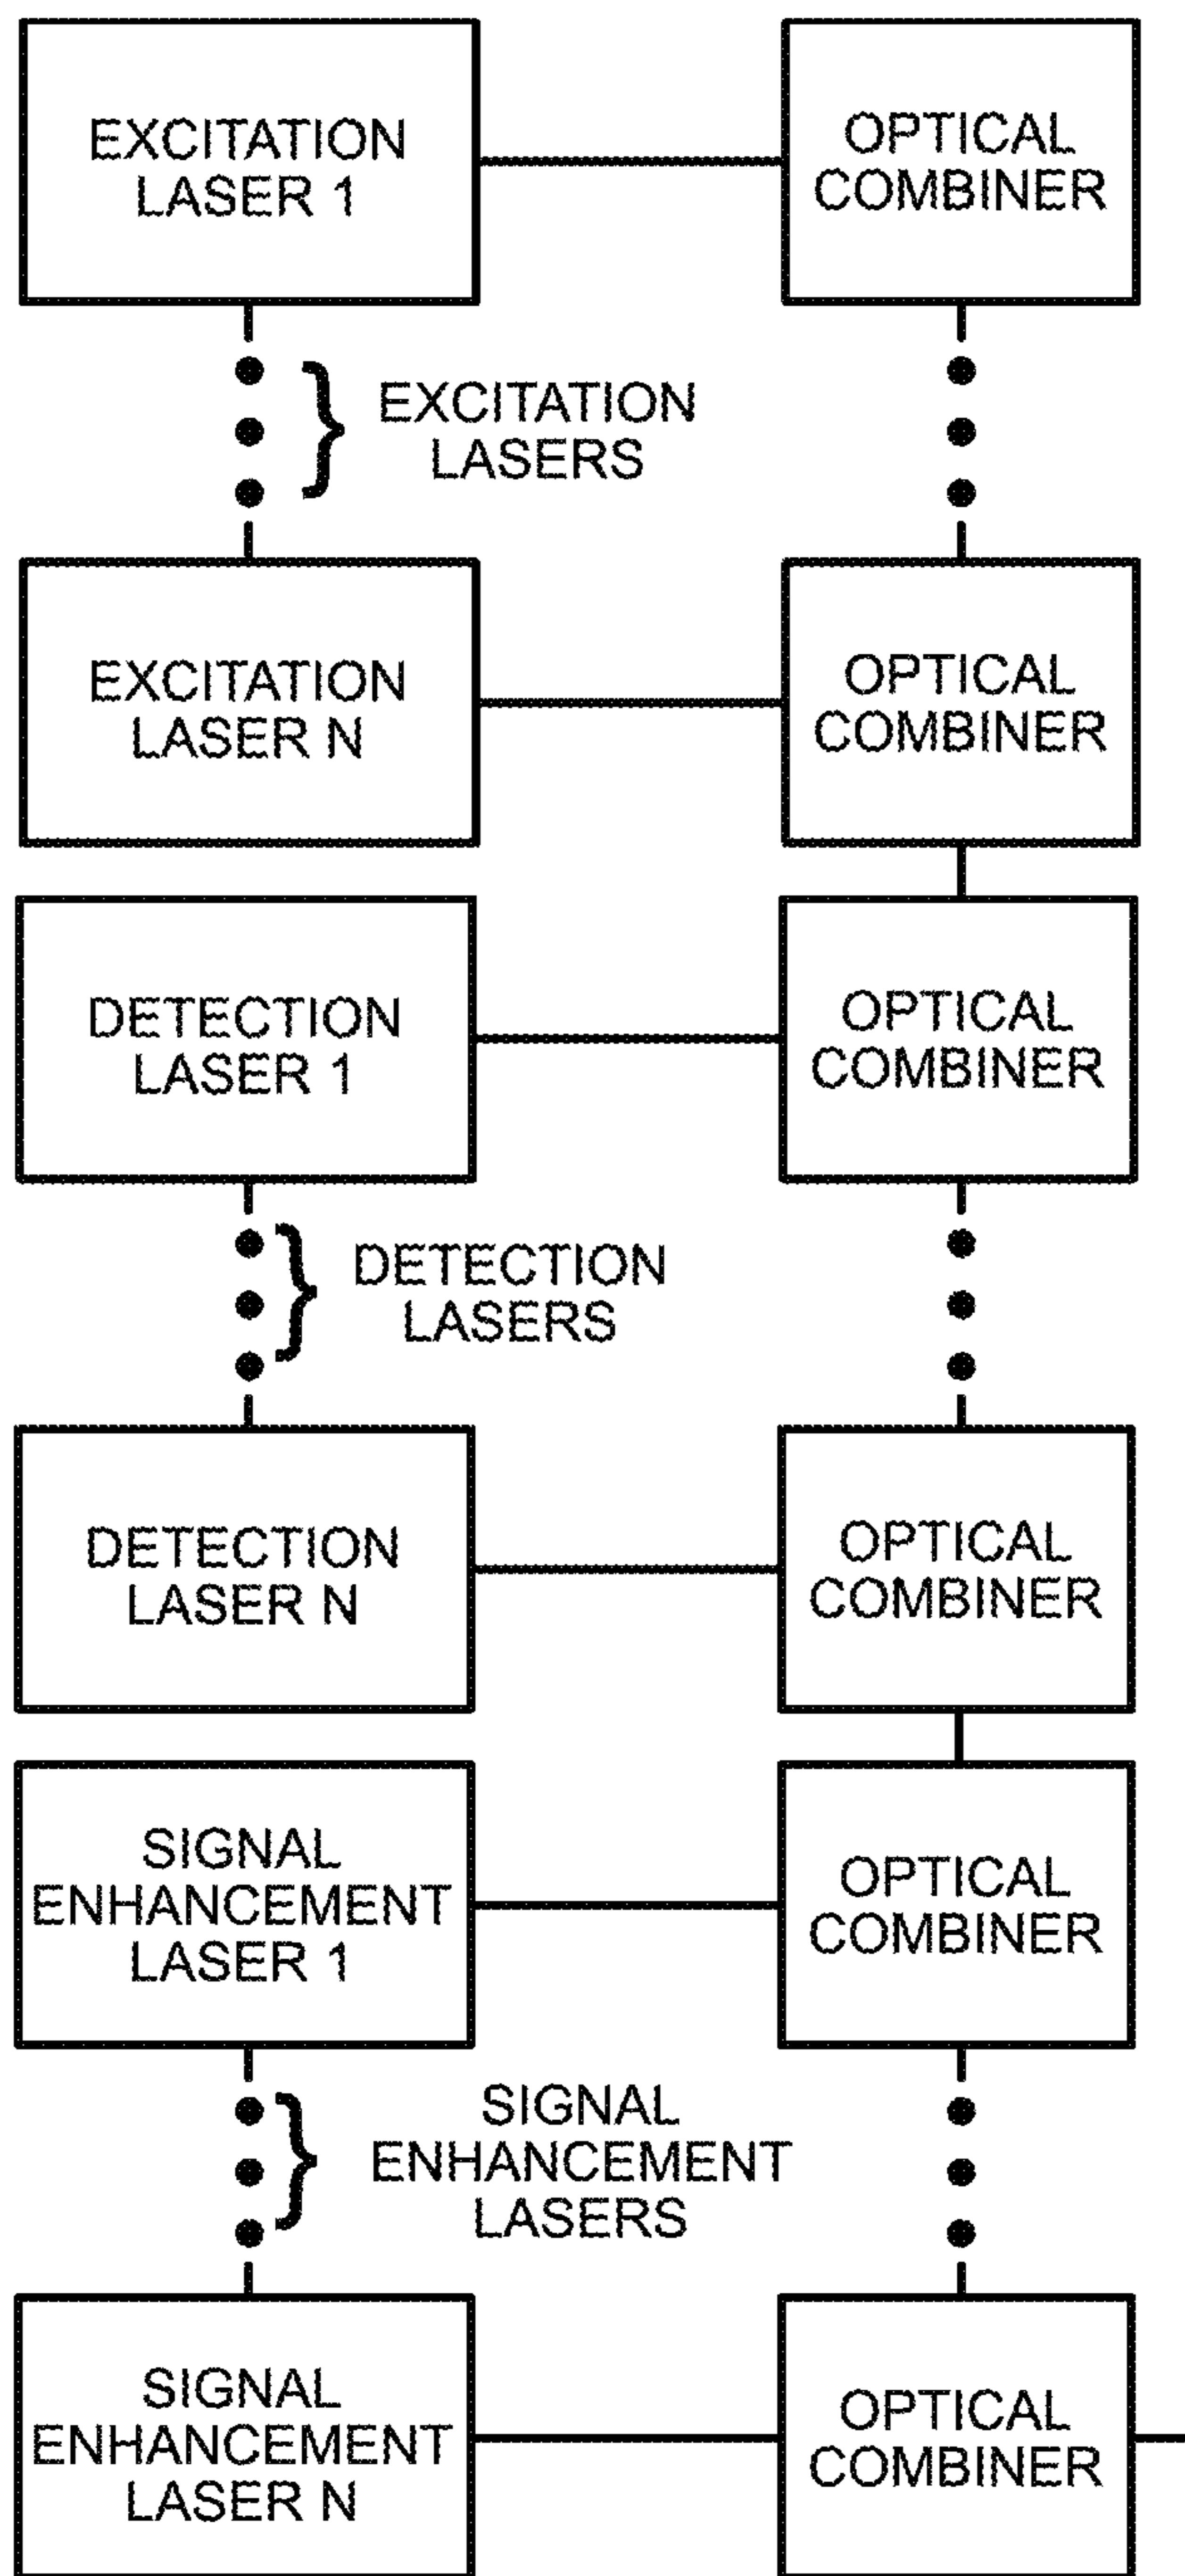 EXCITATION
LASER 1
OPTICAL
COMBINER
EXCITATION
LASERS
EXCITATION
LASER N
OPTICAL
COMBINER
DETECTION
LASER 1
OPTICAL
COMBINER
DETECTION
LASERS
DETECTION
LASER N
OPTICAL
COMBINER
SIGNAL
ENHANCEMENT
LASER 1
OPTICAL
COMBINER
SIGNAL
ENHANCEMENT
LASERS
SIGNAL
ENHANCEMENT
LASER N
OPTICAL
COMBINER